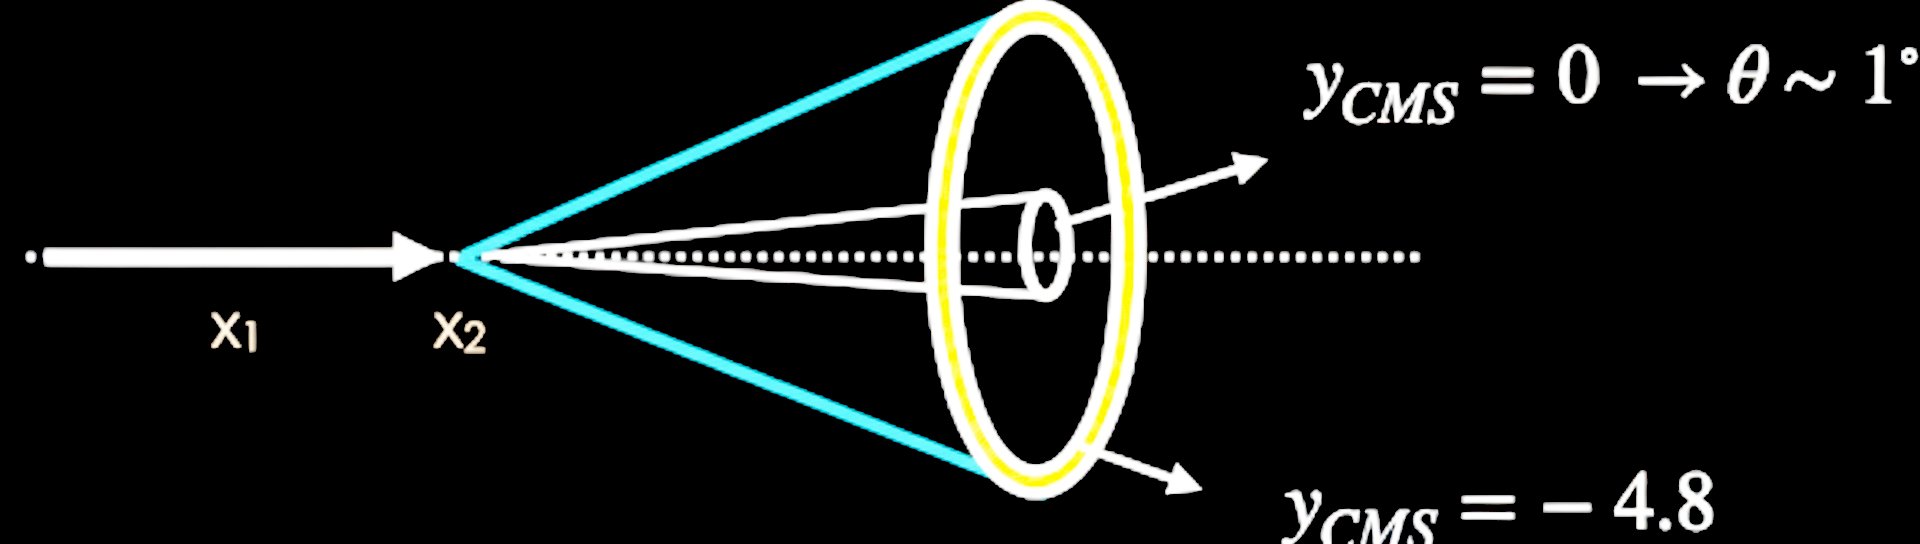 y_CMS = 0 → θ ~ 1°
x1
x2
y_CMS = − 4.8